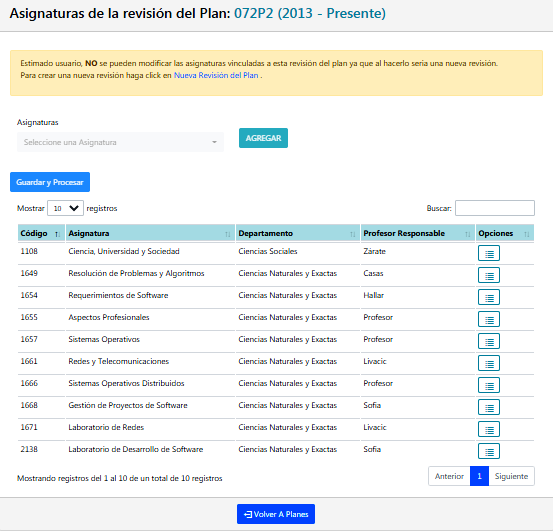 Asignaturas de la revisión del Plan: 072P2 (2013 - Presente)
Estimado usuario, NO se pueden modificar las asignaturas vinculadas a esta revisión del plan ya que al hacerlo seria una nueva revisión.
Para crear una nueva revisión haga click en Nueva Revisión del Plan .
Asignaturas
Seleccione una Asignatura AGREGAR
Guardar y Procesar
Mostrar 10 registros Buscar:
Código Asignatura Departamento Profesor Responsable Opciones
1108 Ciencia, Universidad y Sociedad Ciencias Sociales Zárate
1649 Resolución de Problemas y Algoritmos Ciencias Naturales y Exactas Casas
1654 Requerimientos de Software Ciencias Naturales y Exactas Hallar
1655 Aspectos Profesionales Ciencias Naturales y Exactas Profesor
1657 Sistemas Operativos Ciencias Naturales y Exactas Profesor
1661 Redes y Telecomunicaciones Ciencias Naturales y Exactas Livacic
1666 Sistemas Operativos Distribuidos Ciencias Naturales y Exactas Profesor
1668 Gestión de Proyectos de Software Ciencias Naturales y Exactas Sofia
1671 Laboratorio de Redes Ciencias Naturales y Exactas Livacic
2138 Laboratorio de Desarrollo de Software Ciencias Naturales y Exactas Sofia
Mostrando registros del 1 al 10 de un total de 10 registros Anterior 1 Siguiente
Volver A Planes